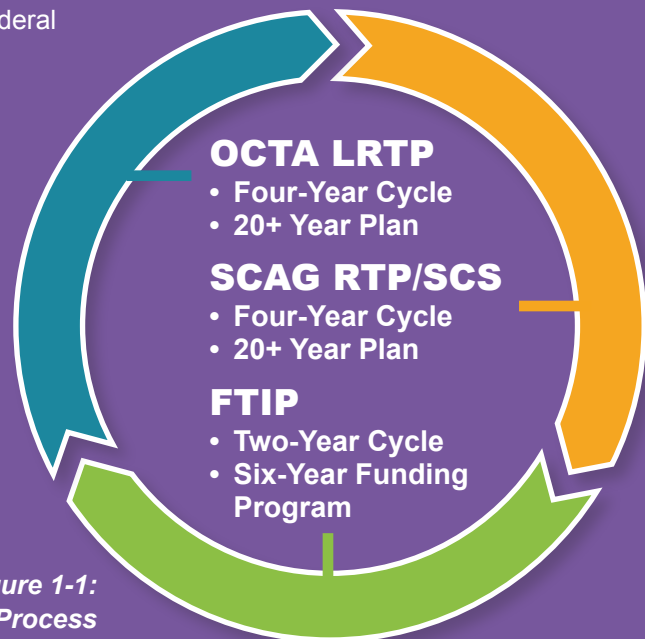 deral
OCTA LRTP
• Four-Year Cycle
• 20+ Year Plan
SCAG RTP/SCS
• Four-Year Cycle
• 20+ Year Plan
FTIP
• Two-Year Cycle
• Six-Year Funding
Program
gure 1-1:
Process